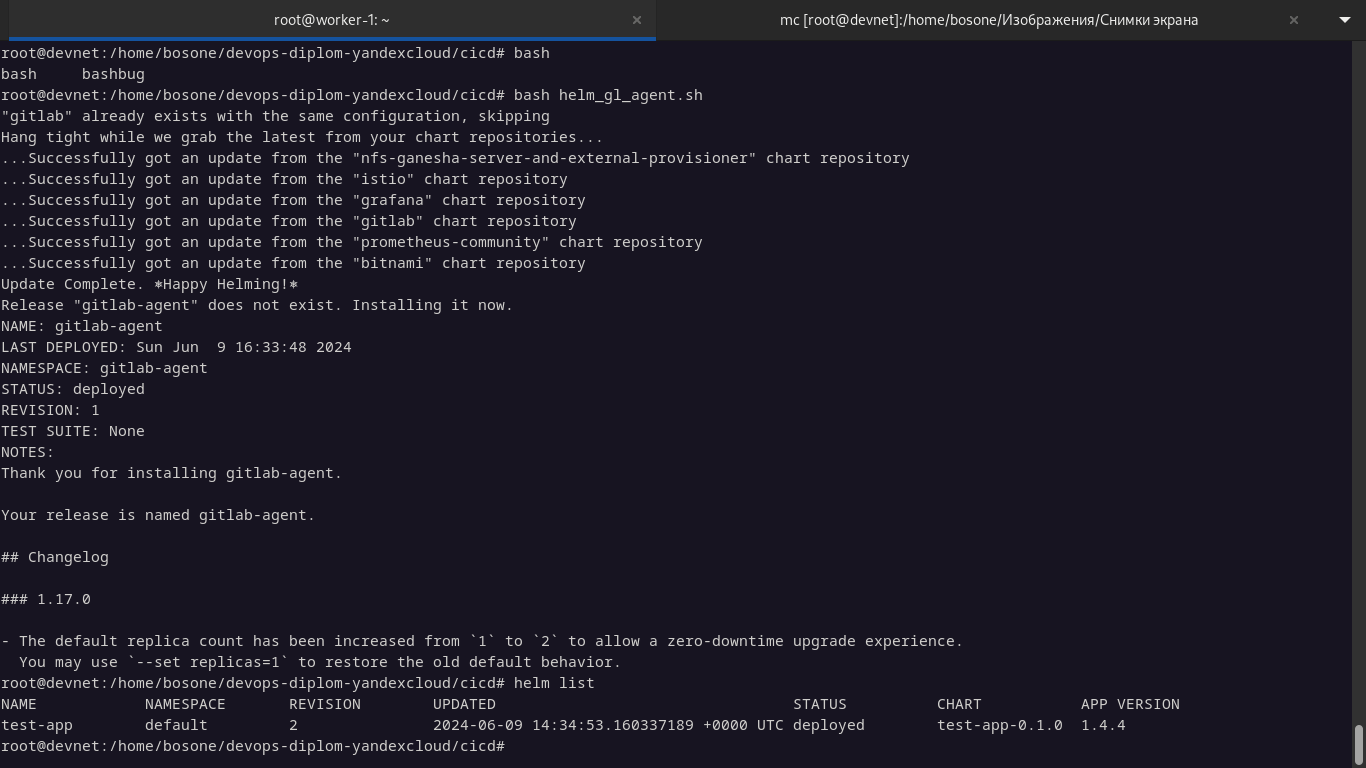 root@worker-1: ~
mc [root@devnet]:/home/bosone/Изображения/Снимки экрана
root@devnet:/home/bosone/devops-diplom-yandexcloud/cicd# bash
bash     bashbug
root@devnet:/home/bosone/devops-diplom-yandexcloud/cicd# bash helm_gl_agent.sh
"gitlab" already exists with the same configuration, skipping
Hang tight while we grab the latest from your chart repositories...
...Successfully got an update from the "nfs-ganesha-server-and-external-provisioner" chart repository
...Successfully got an update from the "istio" chart repository
...Successfully got an update from the "grafana" chart repository
...Successfully got an update from the "gitlab" chart repository
...Successfully got an update from the "prometheus-community" chart repository
...Successfully got an update from the "bitnami" chart repository
Update Complete. ⎈Happy Helming!⎈
Release "gitlab-agent" does not exist. Installing it now.
NAME: gitlab-agent
LAST DEPLOYED: Sun Jun  9 16:33:48 2024
NAMESPACE: gitlab-agent
STATUS: deployed
REVISION: 1
TEST SUITE: None
NOTES:
Thank you for installing gitlab-agent.
Your release is named gitlab-agent.
## Changelog
### 1.17.0
- The default replica count has been increased from `1` to `2` to allow a zero-downtime upgrade experience.
  You may use `--set replicas=1` to restore the old default behavior.
root@devnet:/home/bosone/devops-diplom-yandexcloud/cicd# helm list
NAME            NAMESPACE       REVISION        UPDATED                                 STATUS          CHART           APP VERSION
test-app        default         2               2024-06-09 14:34:53.160337189 +0000 UTC deployed        test-app-0.1.0  1.4.4
root@devnet:/home/bosone/devops-diplom-yandexcloud/cicd#